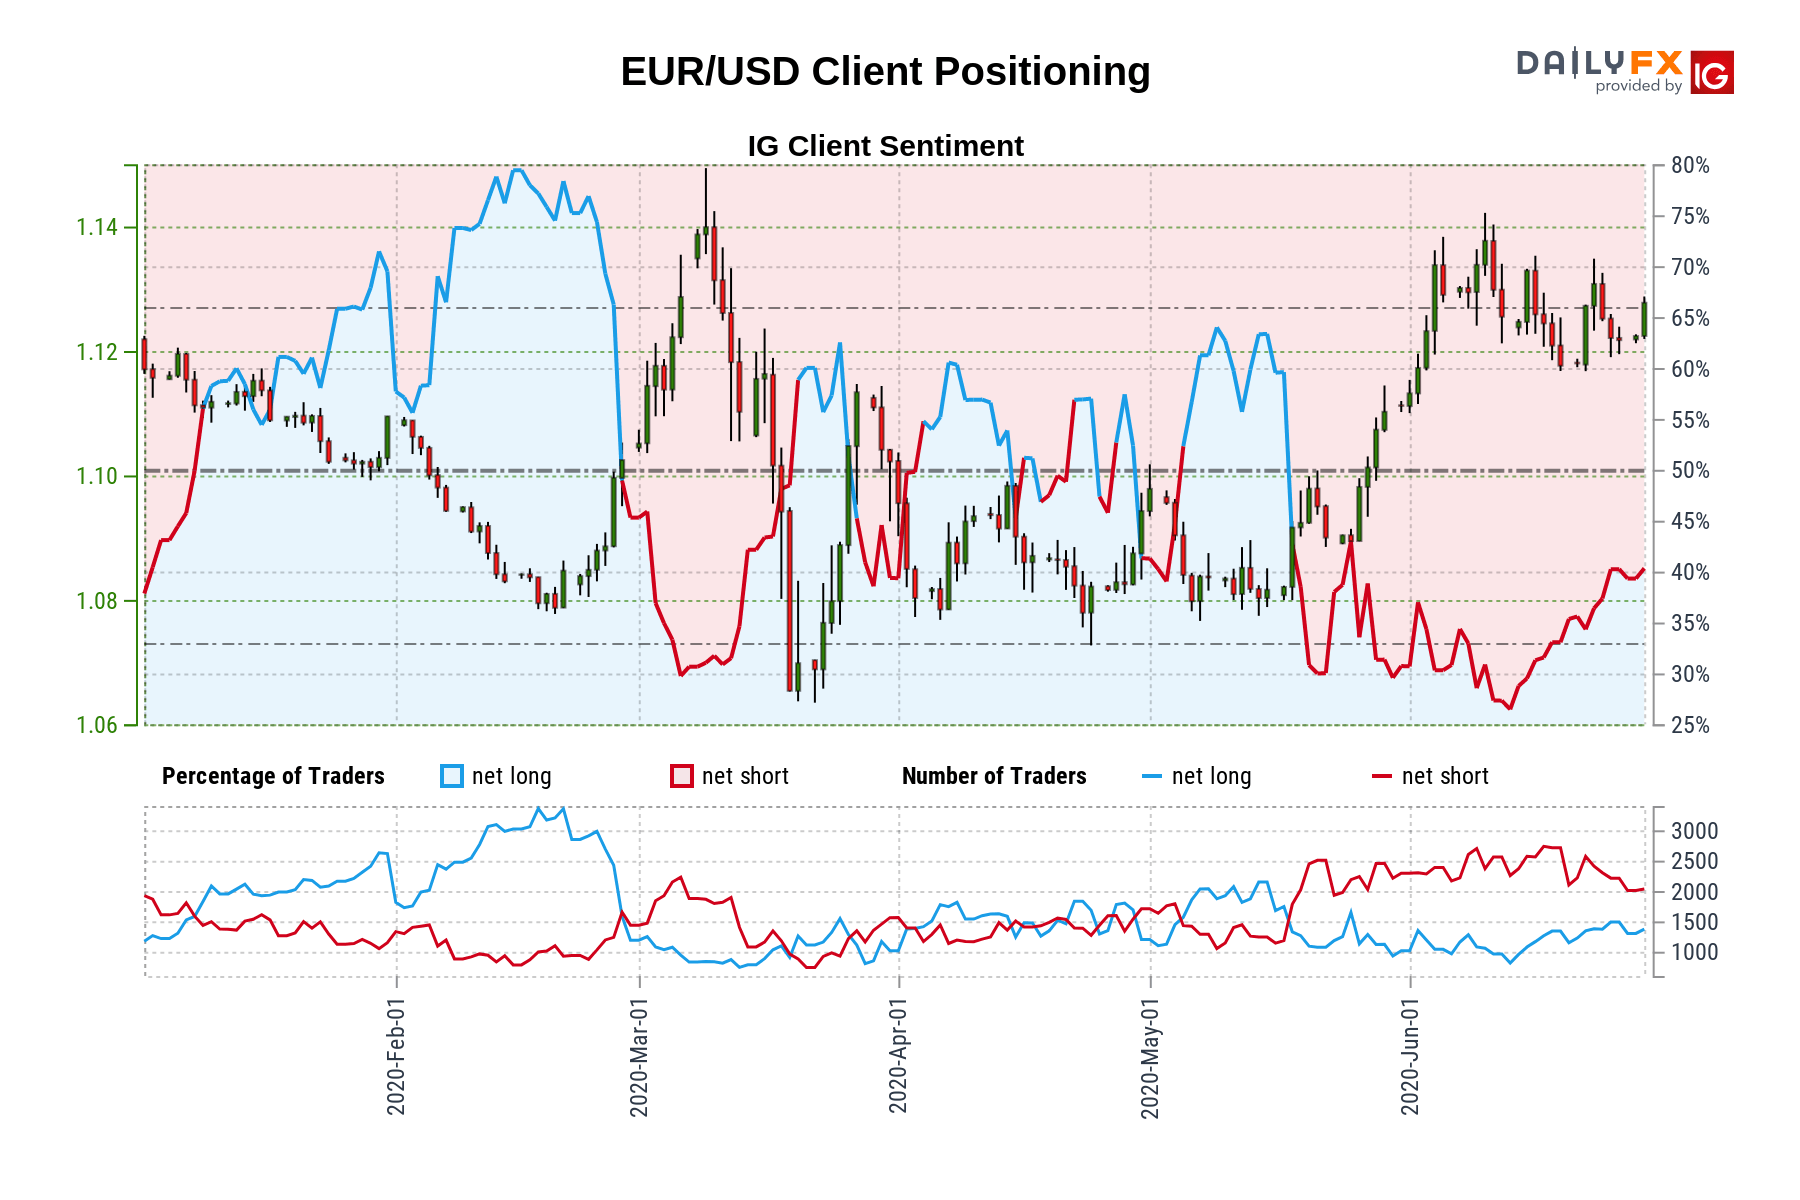 EUR/USD Client Positioning
DAILYFX
provided by IG
IG Client Sentiment
1.14
1.12
1.10
1.08
1.06
80%
75%
70%
65%
60%
55%
50%
45%
40%
35%
30%
25%
Percentage of Traders net long net short Number of Traders net long net short
3000
2500
2000
1500
1000
2020-Feb-01
2020-Mar-01
2020-Apr-01
2020-May-01
2020-Jun-01